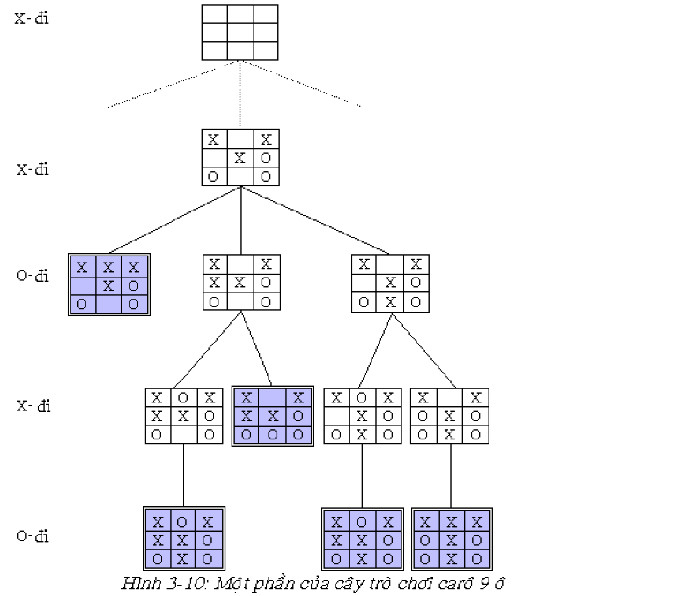 X-đi
X X
X O
X-đi
O O
X X X X X X X
O-đi
X O X X X O
O O O O O X O
X O X X X X O X X X
X-đi
X X O X X O X O O X O
O O O O O O X O O X O
X O X X O X X X X
O-đi
X X O X X O O X O
O X O O X O O X O
Hình 3-10: Một phần của cây trò chơi carô 9 ô